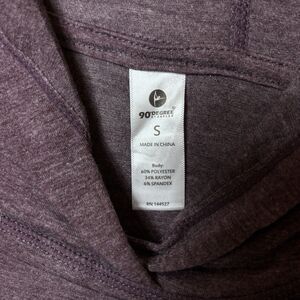 90°DEGREE
S
MADE IN CHINA
Body:
60% POLYESTER
34% RAYON
6% SPANDEX
RN 144527